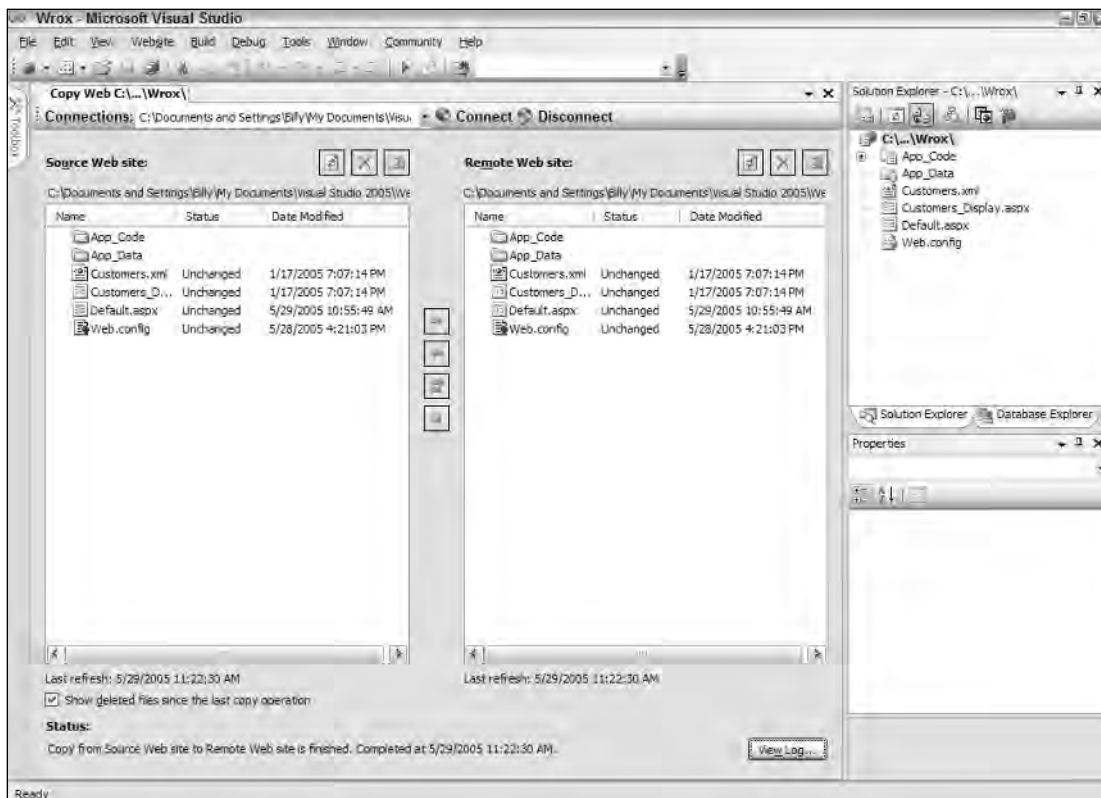 Wrox - Microsoft Visual Studio
File Edit View Website Build Debug Tools Window Community Help
Toolbox
Copy Web C:\...\Wrox\
Connections: C:\Documents and Settings\Billy\My Documents\Visu Connect Disconnect
Source Web site:
C:\Documents and Settings\Billy\My Documents\Visual Studio 2005\We
Name Status Date Modified
App_Code
App_Data
Customers.xml Unchanged 1/17/2005 7:07:14 PM
Customers_D... Unchanged 1/17/2005 7:07:14 PM
Default.aspx Unchanged 5/29/2005 10:55:49 AM
Web.config Unchanged 5/28/2005 4:21:03 PM
Last refresh: 5/29/2005 11:22:30 AM
Show deleted files since the last copy operation
Remote Web site:
C:\Documents and Settings\Billy\My Documents\Visual Studio 2005\We
Name Status Date Modified
App_Code
App_Data
Customers.xml Unchanged 1/17/2005 7:07:14 PM
Customers_D... Unchanged 1/17/2005 7:07:14 PM
Default.aspx Unchanged 5/29/2005 10:55:49 AM
Web.config Unchanged 5/28/2005 4:21:03 PM
Last refresh: 5/29/2005 11:22:30 AM
Status:
Copy from Source Web site to Remote Web site is finished. Completed at 5/29/2005 11:22:30 AM.
View Log...
Solution Explorer - C:\...\Wrox\
C:\...\Wrox\
App_Code
App_Data
Customers.xml
Customers_Display.aspx
Default.aspx
Web.config
Solution Explorer Database Explorer
Properties
Ready